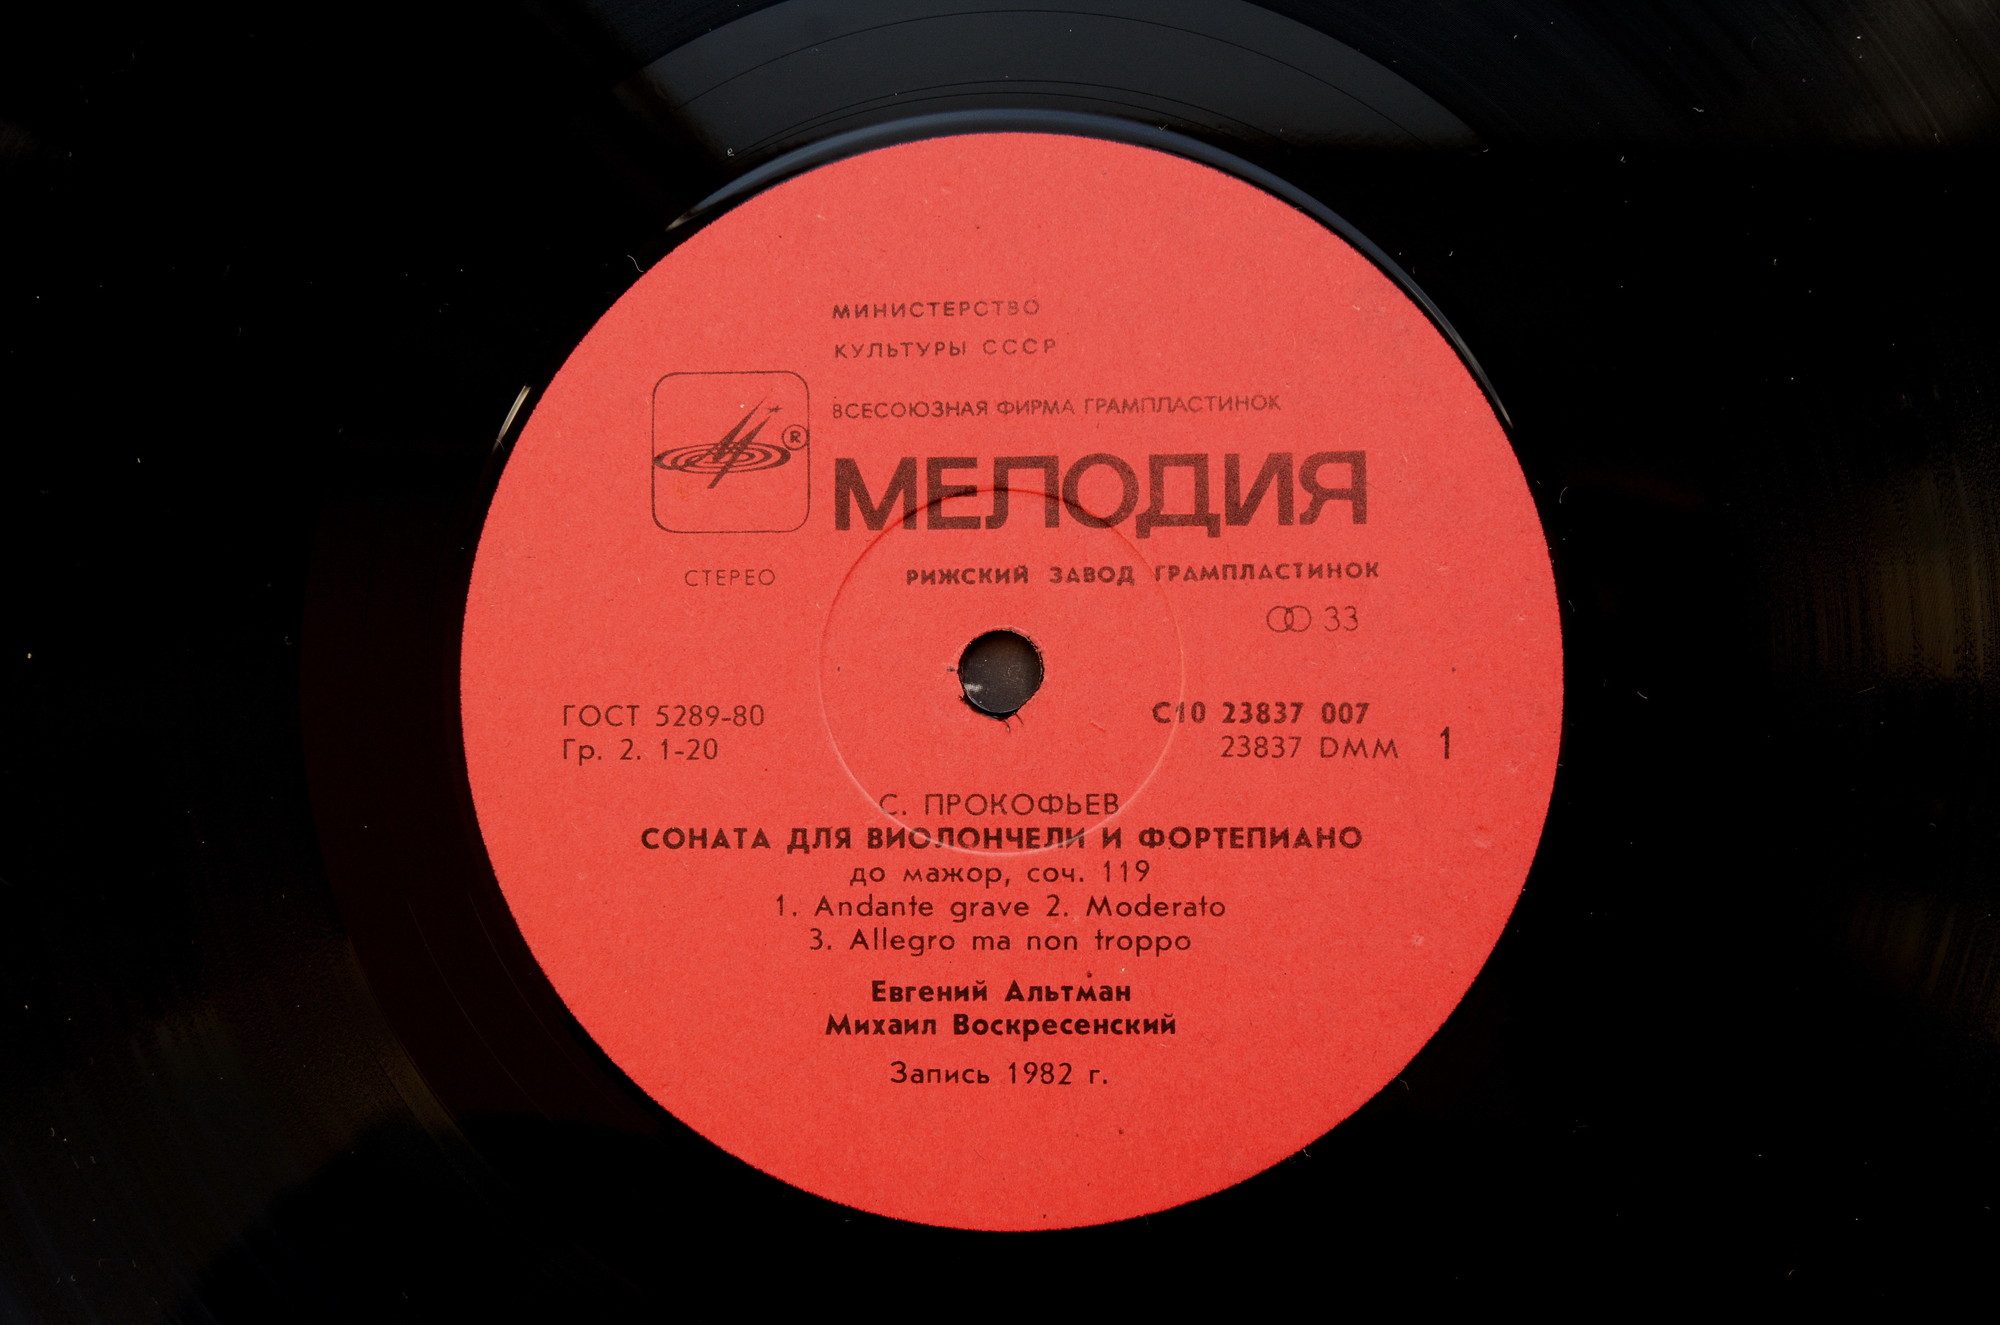 МИНИСТЕРСТВО
КУЛЬТУРЫ СССР
ВСЕСОЮЗНАЯ ФИРМА ГРАМПЛАСТИНОК
®
МЕЛОДИЯ
СТЕРЕО
РИЖСКИЙ ЗАВОД ГРАМПЛАСТИНОК
33
ГОСТ 5289-80
Гр. 2. 1-20
С10 23837 007
23837 DMM 1
С. ПРОКОФЬЕВ
СОНАТА ДЛЯ ВИОЛОНЧЕЛИ И ФОРТЕПИАНО
до мажор, соч. 119
1. Andante grave 2. Moderato
3. Allegro ma non troppo
Евгений Альтман
Михаил Воскресенский
Запись 1982 г.